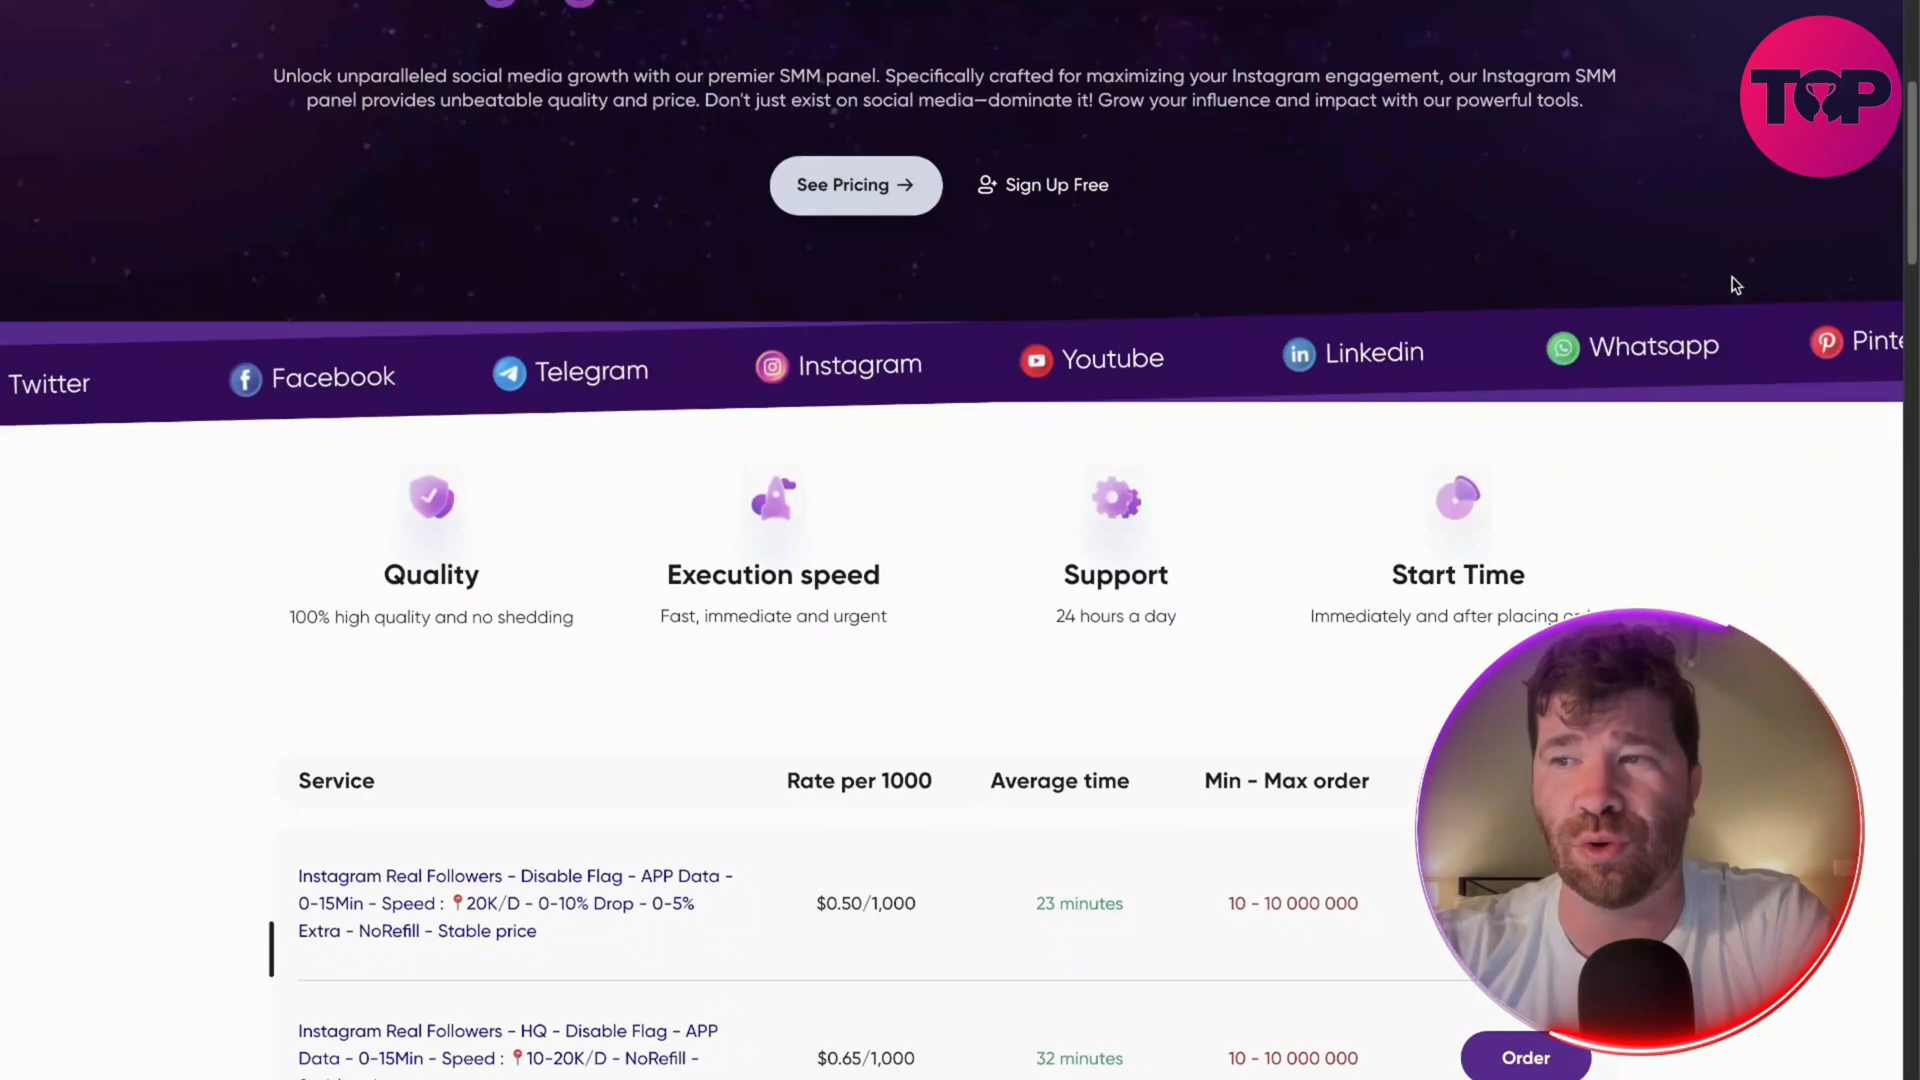 Unlock unparalleled social media growth with our premier SMM panel. Specifically crafted for maximizing your Instagram engagement, our Instagram SMM
panel provides unbeatable quality and price. Don't just exist on social media—dominate it! Grow your influence and impact with our powerful tools.
TOP
See Pricing →
Sign Up Free
Twitter
Facebook
Telegram
Instagram
Youtube
Linkedin
Whatsapp
Pinte
Quality
100% high quality and no shedding
Execution speed
Fast, immediate and urgent
Support
24 hours a day
Start Time
Immediately and after placing
Service
Rate per 1000
Average time
Min - Max order
Instagram Real Followers - Disable Flag - APP Data -
0-15Min - Speed : 📍20K/D - 0-10% Drop - 0-5%
Extra - NoRefill - Stable price
$0.50/1,000
23 minutes
10 - 10 000 000
Instagram Real Followers - HQ - Disable Flag - APP
Data - 0-15Min - Speed : 📍10-20K/D - NoRefill -
$0.65/1,000
32 minutes
10 - 10 000 000
Order